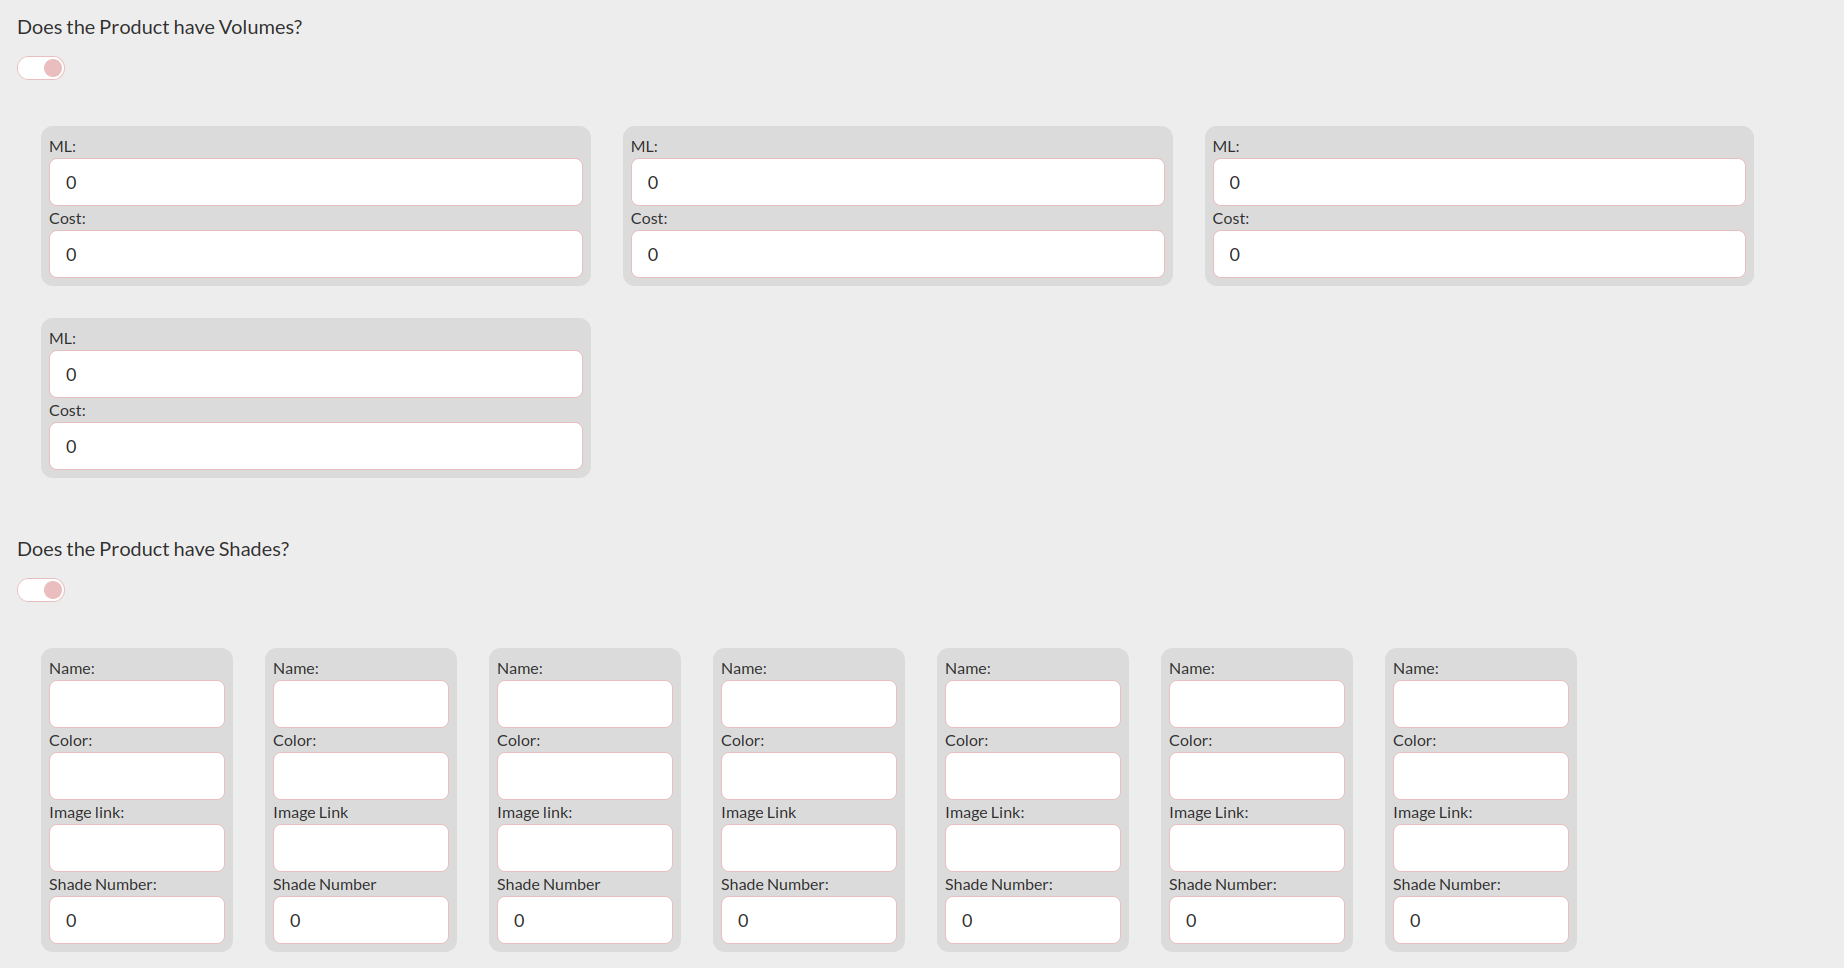 Does the Product have Volumes?
ML: ML: ML:
0 0 0
Cost: Cost: Cost:
0 0 0
ML:
0
Cost:
0
Does the Product have Shades?
Name: Name: Name: Name: Name: Name: Name:
Color: Color: Color: Color: Color: Color: Color:
Image link: Image Link Image link: Image Link Image Link: Image Link: Image Link:
Shade Number: Shade Number Shade Number Shade Number: Shade Number: Shade Number: Shade Number:
0 0 0 0 0 0 0